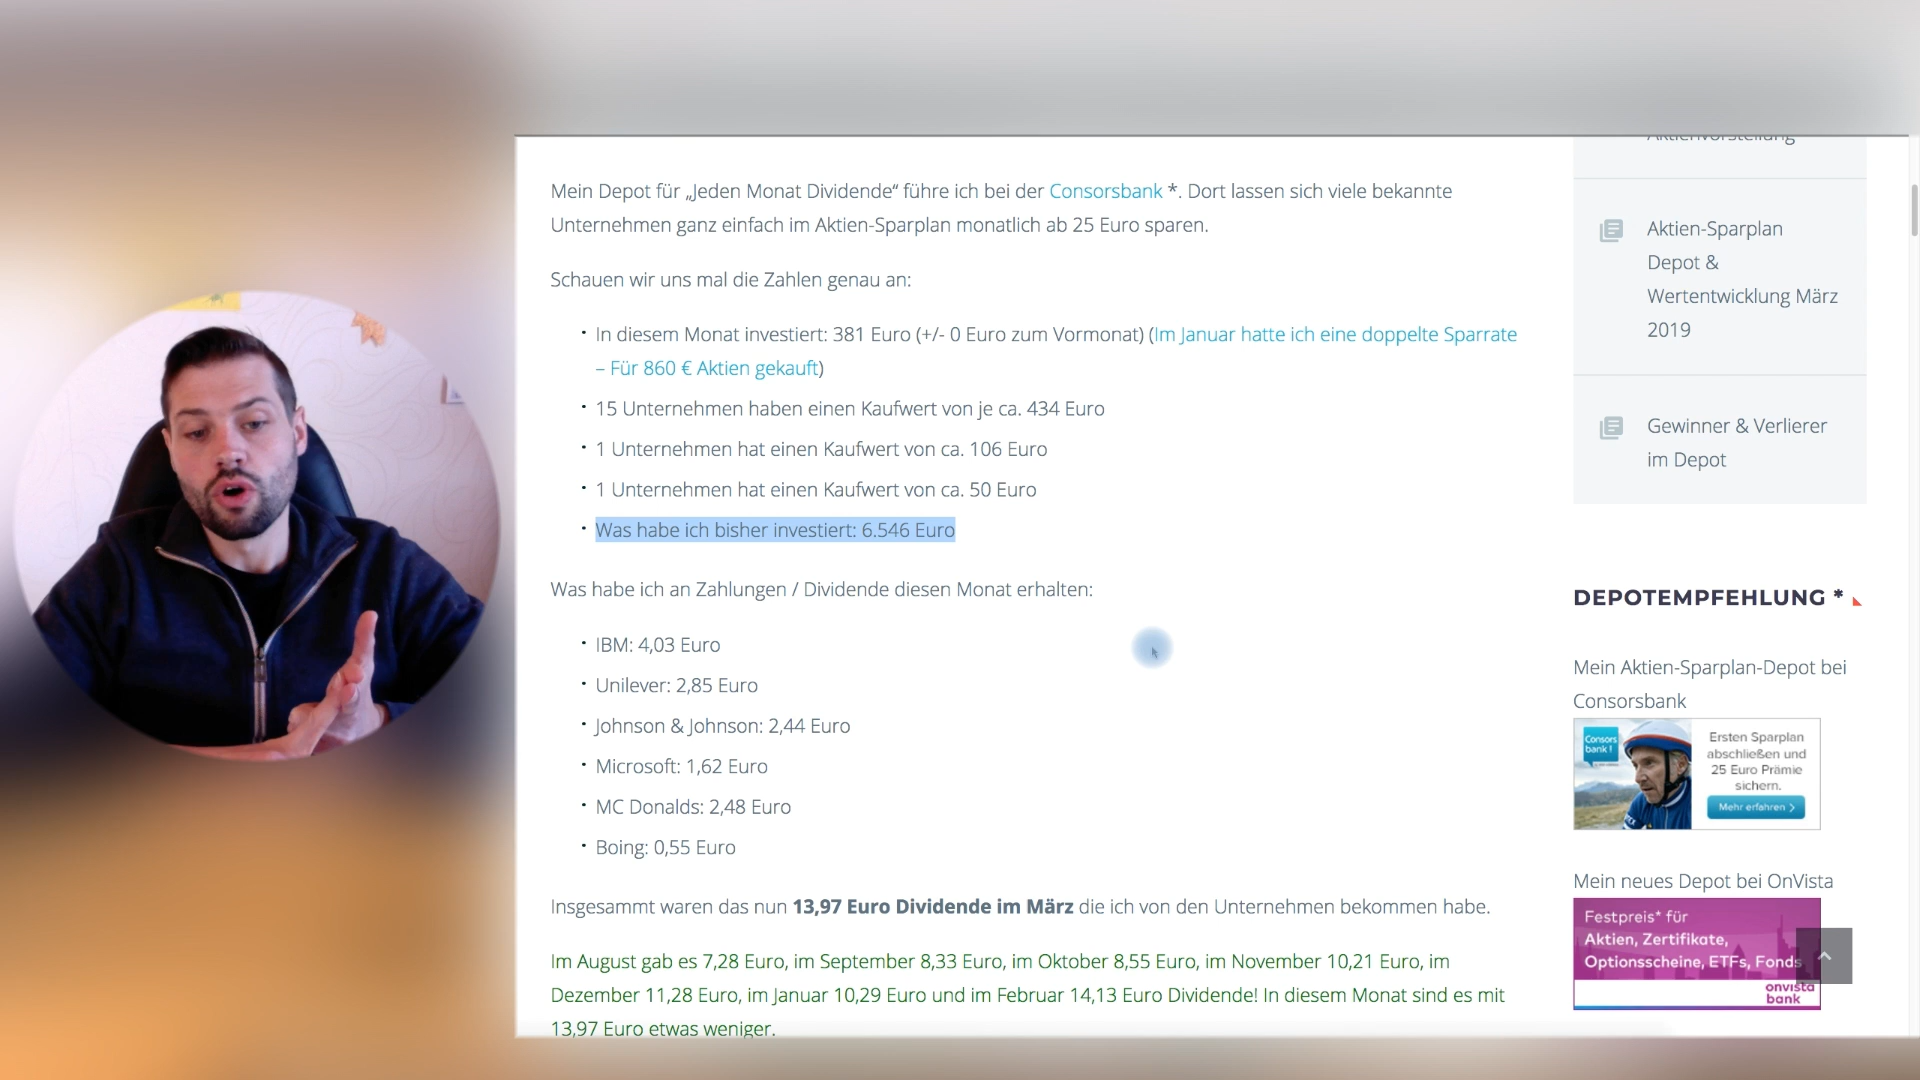 Mein Depot für „Jeden Monat Dividende“ führe ich bei der Consorsbank *. Dort lassen sich viele bekannte
Unternehmen ganz einfach im Aktien-Sparplan monatlich ab 25 Euro sparen.
Schauen wir uns mal die Zahlen genau an:
· In diesem Monat investiert: 381 Euro (+/- 0 Euro zum Vormonat) (Im Januar hatte ich eine doppelte Sparrate
– Für 860 € Aktien gekauft)
· 15 Unternehmen haben einen Kaufwert von je ca. 434 Euro
· 1 Unternehmen hat einen Kaufwert von ca. 106 Euro
· 1 Unternehmen hat einen Kaufwert von ca. 50 Euro
· Was habe ich bisher investiert: 6.546 Euro
Was habe ich an Zahlungen / Dividende diesen Monat erhalten:
· IBM: 4,03 Euro
· Unilever: 2,85 Euro
· Johnson & Johnson: 2,44 Euro
· Microsoft: 1,62 Euro
· MC Donalds: 2,48 Euro
· Boing: 0,55 Euro
Insgesammt waren das nun 13,97 Euro Dividende im März die ich von den Unternehmen bekommen habe.
Im August gab es 7,28 Euro, im September 8,33 Euro, im Oktober 8,55 Euro, im November 10,21 Euro, im
Dezember 11,28 Euro, im Januar 10,29 Euro und im Februar 14,13 Euro Dividende! In diesem Monat sind es mit
13,97 Euro etwas weniger.
Aktienvorstellung
Aktien-Sparplan
Depot &
Wertentwicklung März
2019
Gewinner & Verlierer
im Depot
DEPOTEMPFEHLUNG *
Mein Aktien-Sparplan-Depot bei
Consorsbank
Consors
bank !
Ersten Sparplan
abschließen und
25 Euro Prämie
sichern.
Mehr erfahren >
Mein neues Depot bei OnVista
Festpreis* für
Aktien, Zertifikate,
Optionsscheine, ETFs, Fonds
onvista
bank